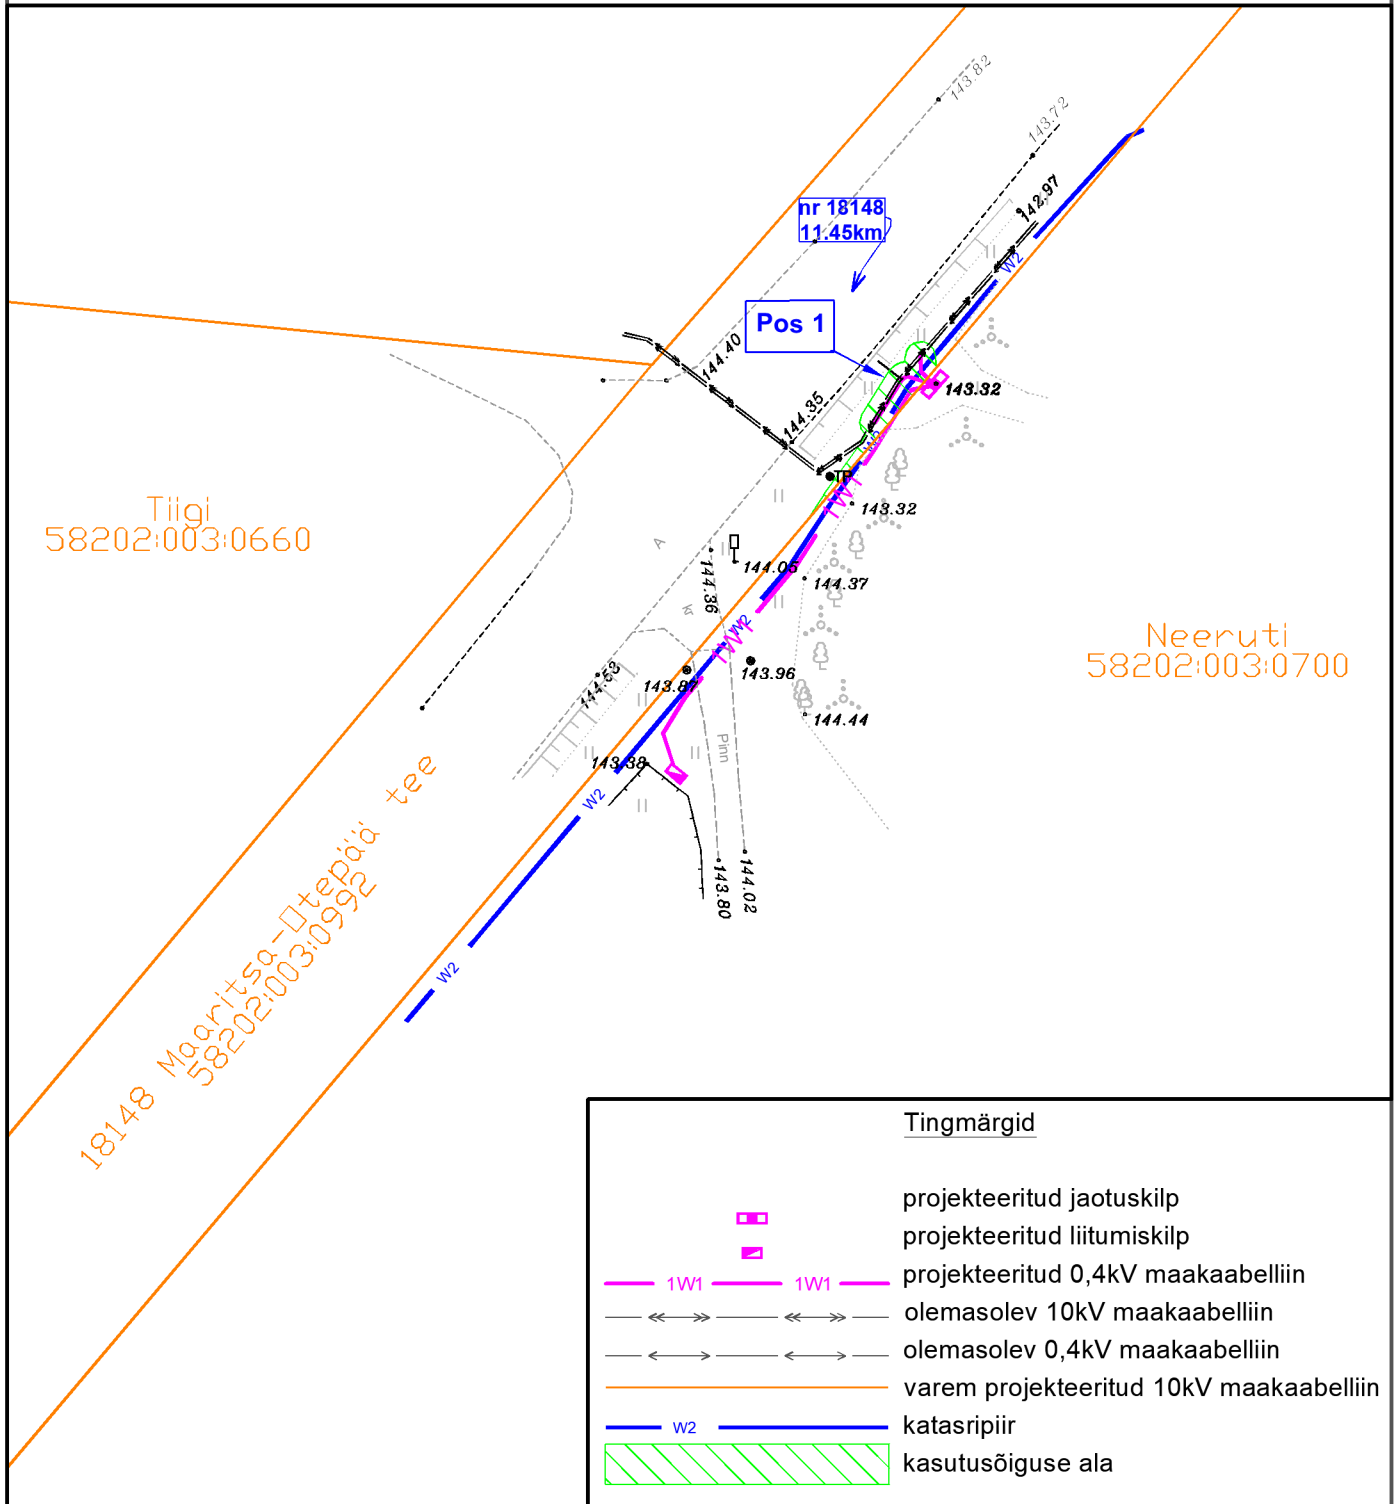 143.82
143.72
142.97
nr 18148
11.45km
W2
Pos 1
144.40
143.32
144.35
W2
TP
1W1
143.32
Tiigi
58202:003:0660
A
144.05
144.36
144.37
Kr
W2
1W1
Neeruti
58202:003:0700
143.96
144.53
143.87
144.44
Pinn
143.38
W2
18148 Maaritsa-Otepää tee
58202:003:0992
144.02
143.80
W2
Tingmärgid
projekteeritud jaotuskilp
projekteeritud liitumiskilp
1W1 1W1 projekteeritud 0,4kV maakaabelliin
olemasolev 10kV maakaabelliin
olemasolev 0,4kV maakaabelliin
varem projekteeritud 10kV maakaabelliin
W2 katasripiir
kasutusõiguse ala